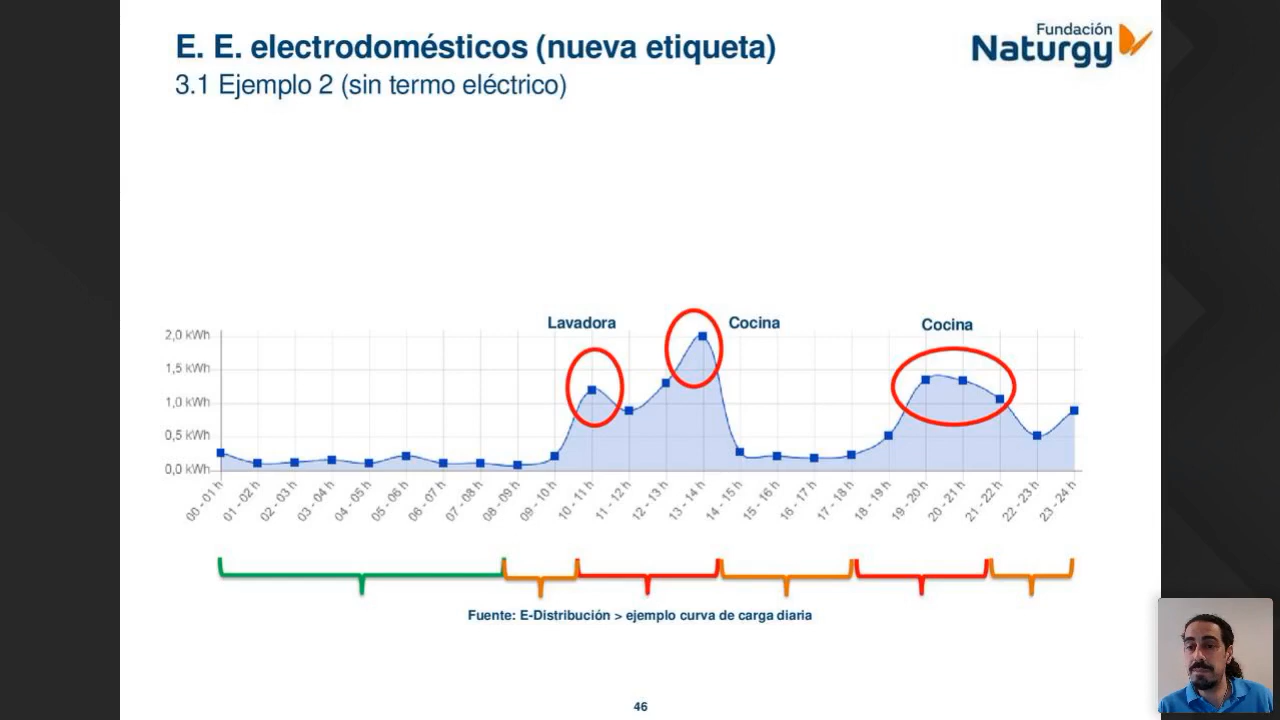 E. E. electrodomésticos (nueva etiqueta)
3.1 Ejemplo 2 (sin termo eléctrico)
Fundación
Naturgy
Lavadora
Cocina
Cocina
2,0 kWh
1,5 kWh
1,0 kWh
0,5 kWh
0,0 kWh
00 - 01 h
01 - 02 h
02 - 03 h
03 - 04 h
04 - 05 h
05 - 06 h
06 - 07 h
07 - 08 h
08 - 09 h
09 - 10 h
10 - 11 h
11 - 12 h
12 - 13 h
13 - 14 h
14 - 15 h
15 - 16 h
16 - 17 h
17 - 18 h
18 - 19 h
19 - 20 h
20 - 21 h
21 - 22 h
22 - 23 h
23 - 24 h
Fuente: E-Distribución > ejemplo curva de carga diaria
46